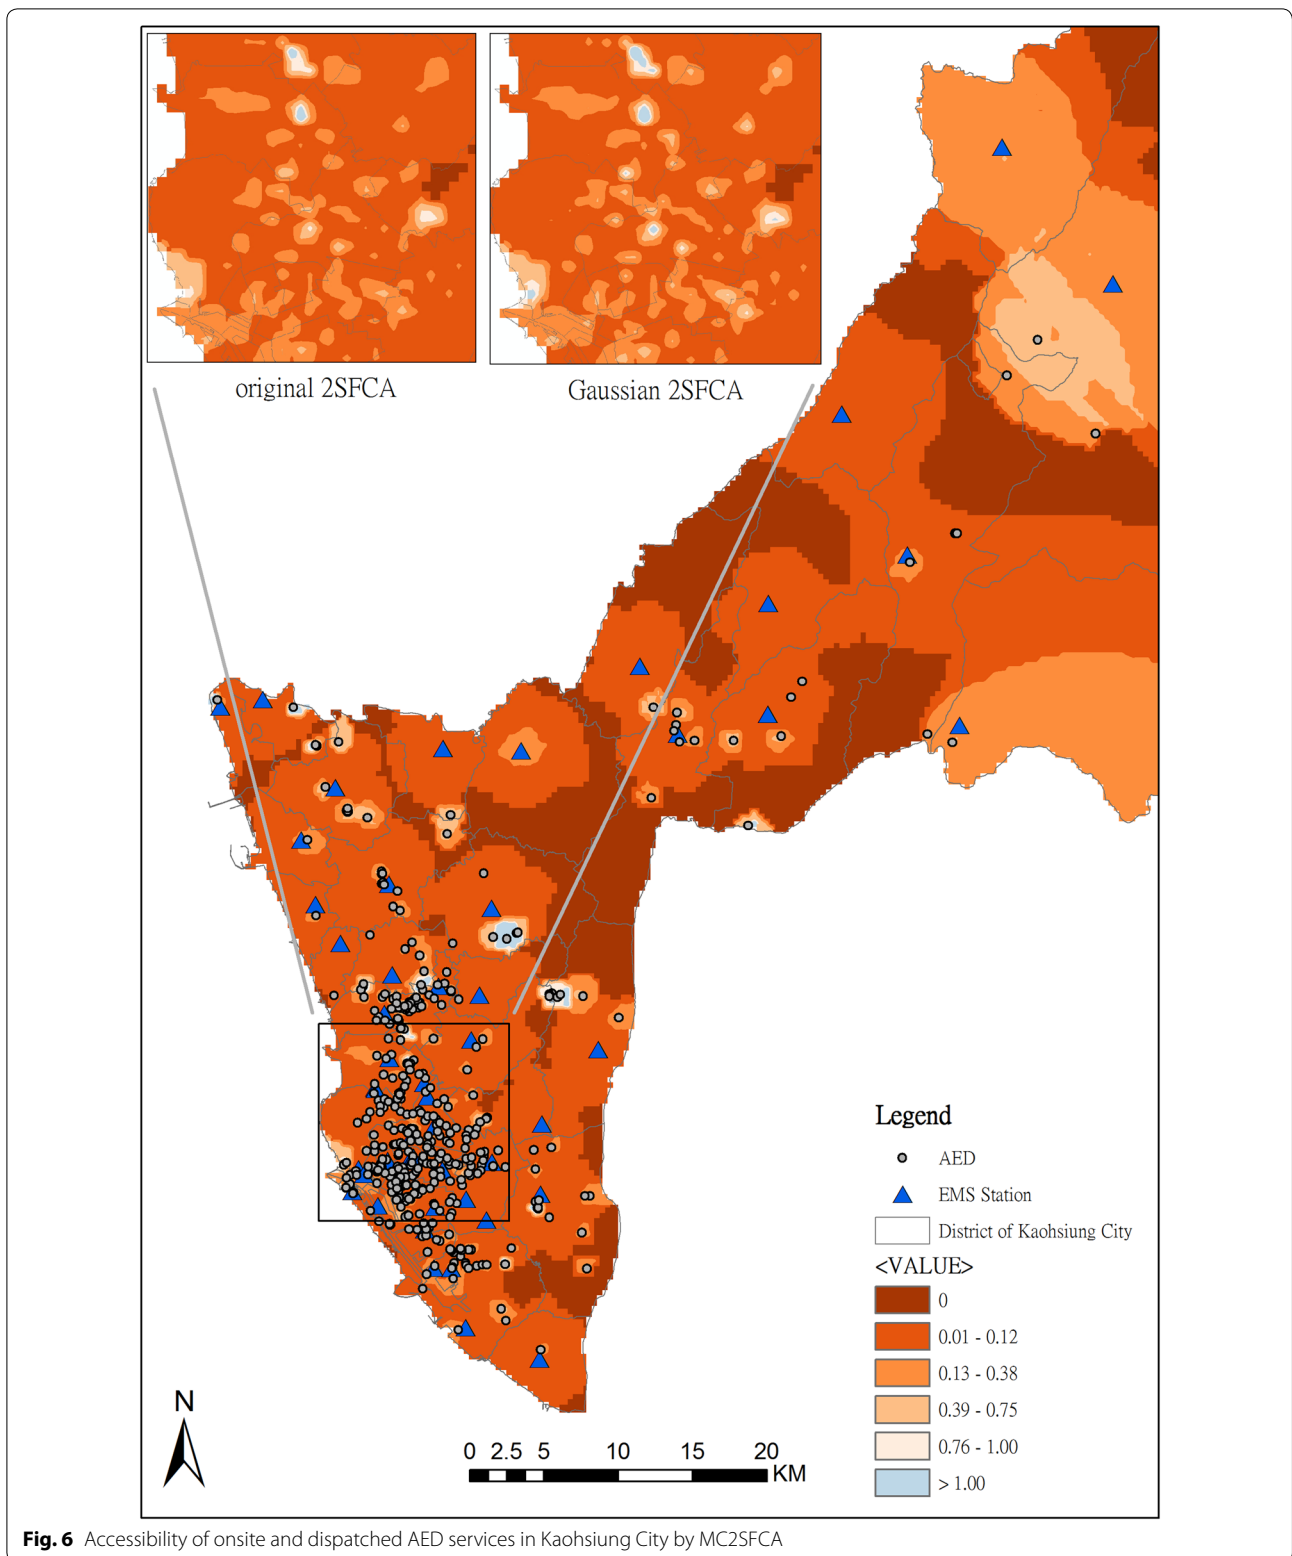 original 2SFCA
Gaussian 2SFCA
Legend
AED
EMS Station
District of Kaohsiung City
<VALUE>
0
0.01 - 0.12
0.13 - 0.38
0.39 - 0.75
0.76 - 1.00
> 1.00
N
0 2.5 5 10 15 20
KM
Fig. 6 Accessibility of onsite and dispatched AED services in Kaohsiung City by MC2SFCA